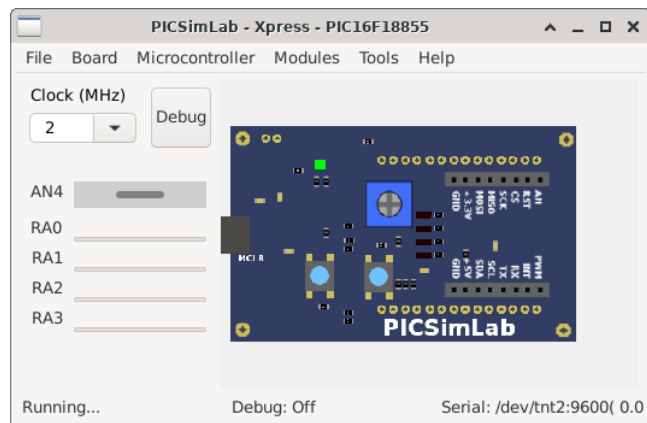 PICSimLab - Xpress - PIC16F18855
File Board Microcontroller Modules Tools Help
Clock (MHz)
2
Debug
AN4
RA0
RA1
RA2
RA3
MCLR
GND +3.3V MOSI MISO SCK CS RST AN
GND +5V SDA SCL TX RX INT PWM
PICSimLab
Running...
Debug: Off
Serial: /dev/tnt2:9600( 0.0